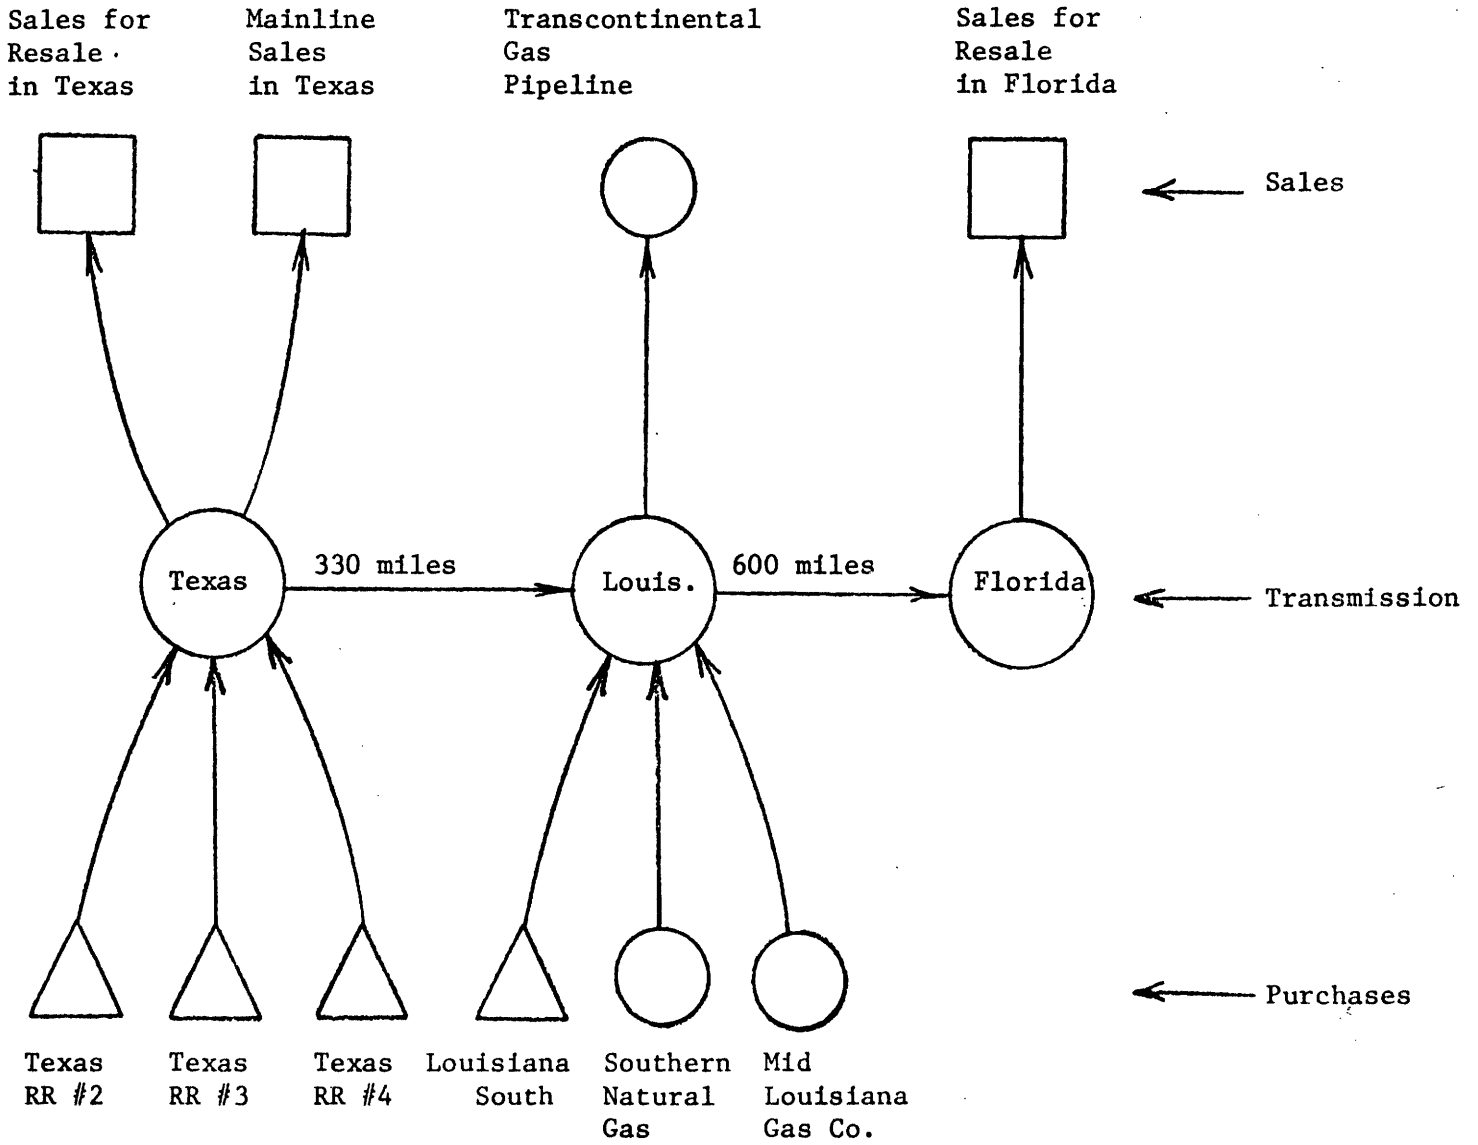 Sales for
Resale
in Texas
Mainline
Sales
in Texas
Transcontinental
Gas
Pipeline
Sales for
Resale
in Florida
Sales
Texas
330 miles
Louis.
600 miles
Florida
Transmission
Purchases
Texas
RR #2
Texas
RR #3
Texas
RR #4
Louisiana
South
Southern
Natural
Gas
Mid
Louisiana
Gas Co.